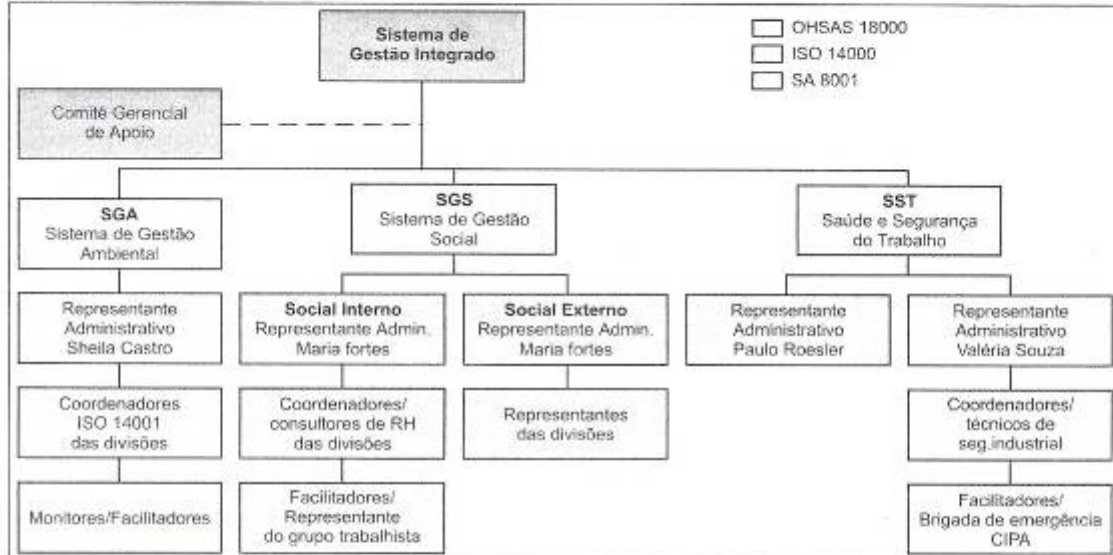 Sistema de
Gestão Integrado
OHSAS 18000
ISO 14000
SA 8001
Comitê Gerencial
de Apoio
SGA
Sistema de Gestão
Ambiental
SGS
Sistema de Gestão
Social
SST
Saúde e Segurança
do Trabalho
Representante
Administrativo
Sheila Castro
Social Interno
Representante Admin.
Maria fortes
Social Externo
Representante Admin.
Maria fortes
Representante
Administrativo
Paulo Roesler
Representante
Administrativo
Valéria Souza
Coordenadores
ISO 14001
das divisões
Coordenadores/
consultores de RH
das divisões
Representantes
das divisões
Coordenadores/
técnicos de
seg.industrial
Monitores/Facilitadores
Facilitadores/
Representante
do grupo trabalhista
Facilitadores/
Brigada de emergência
CIPA